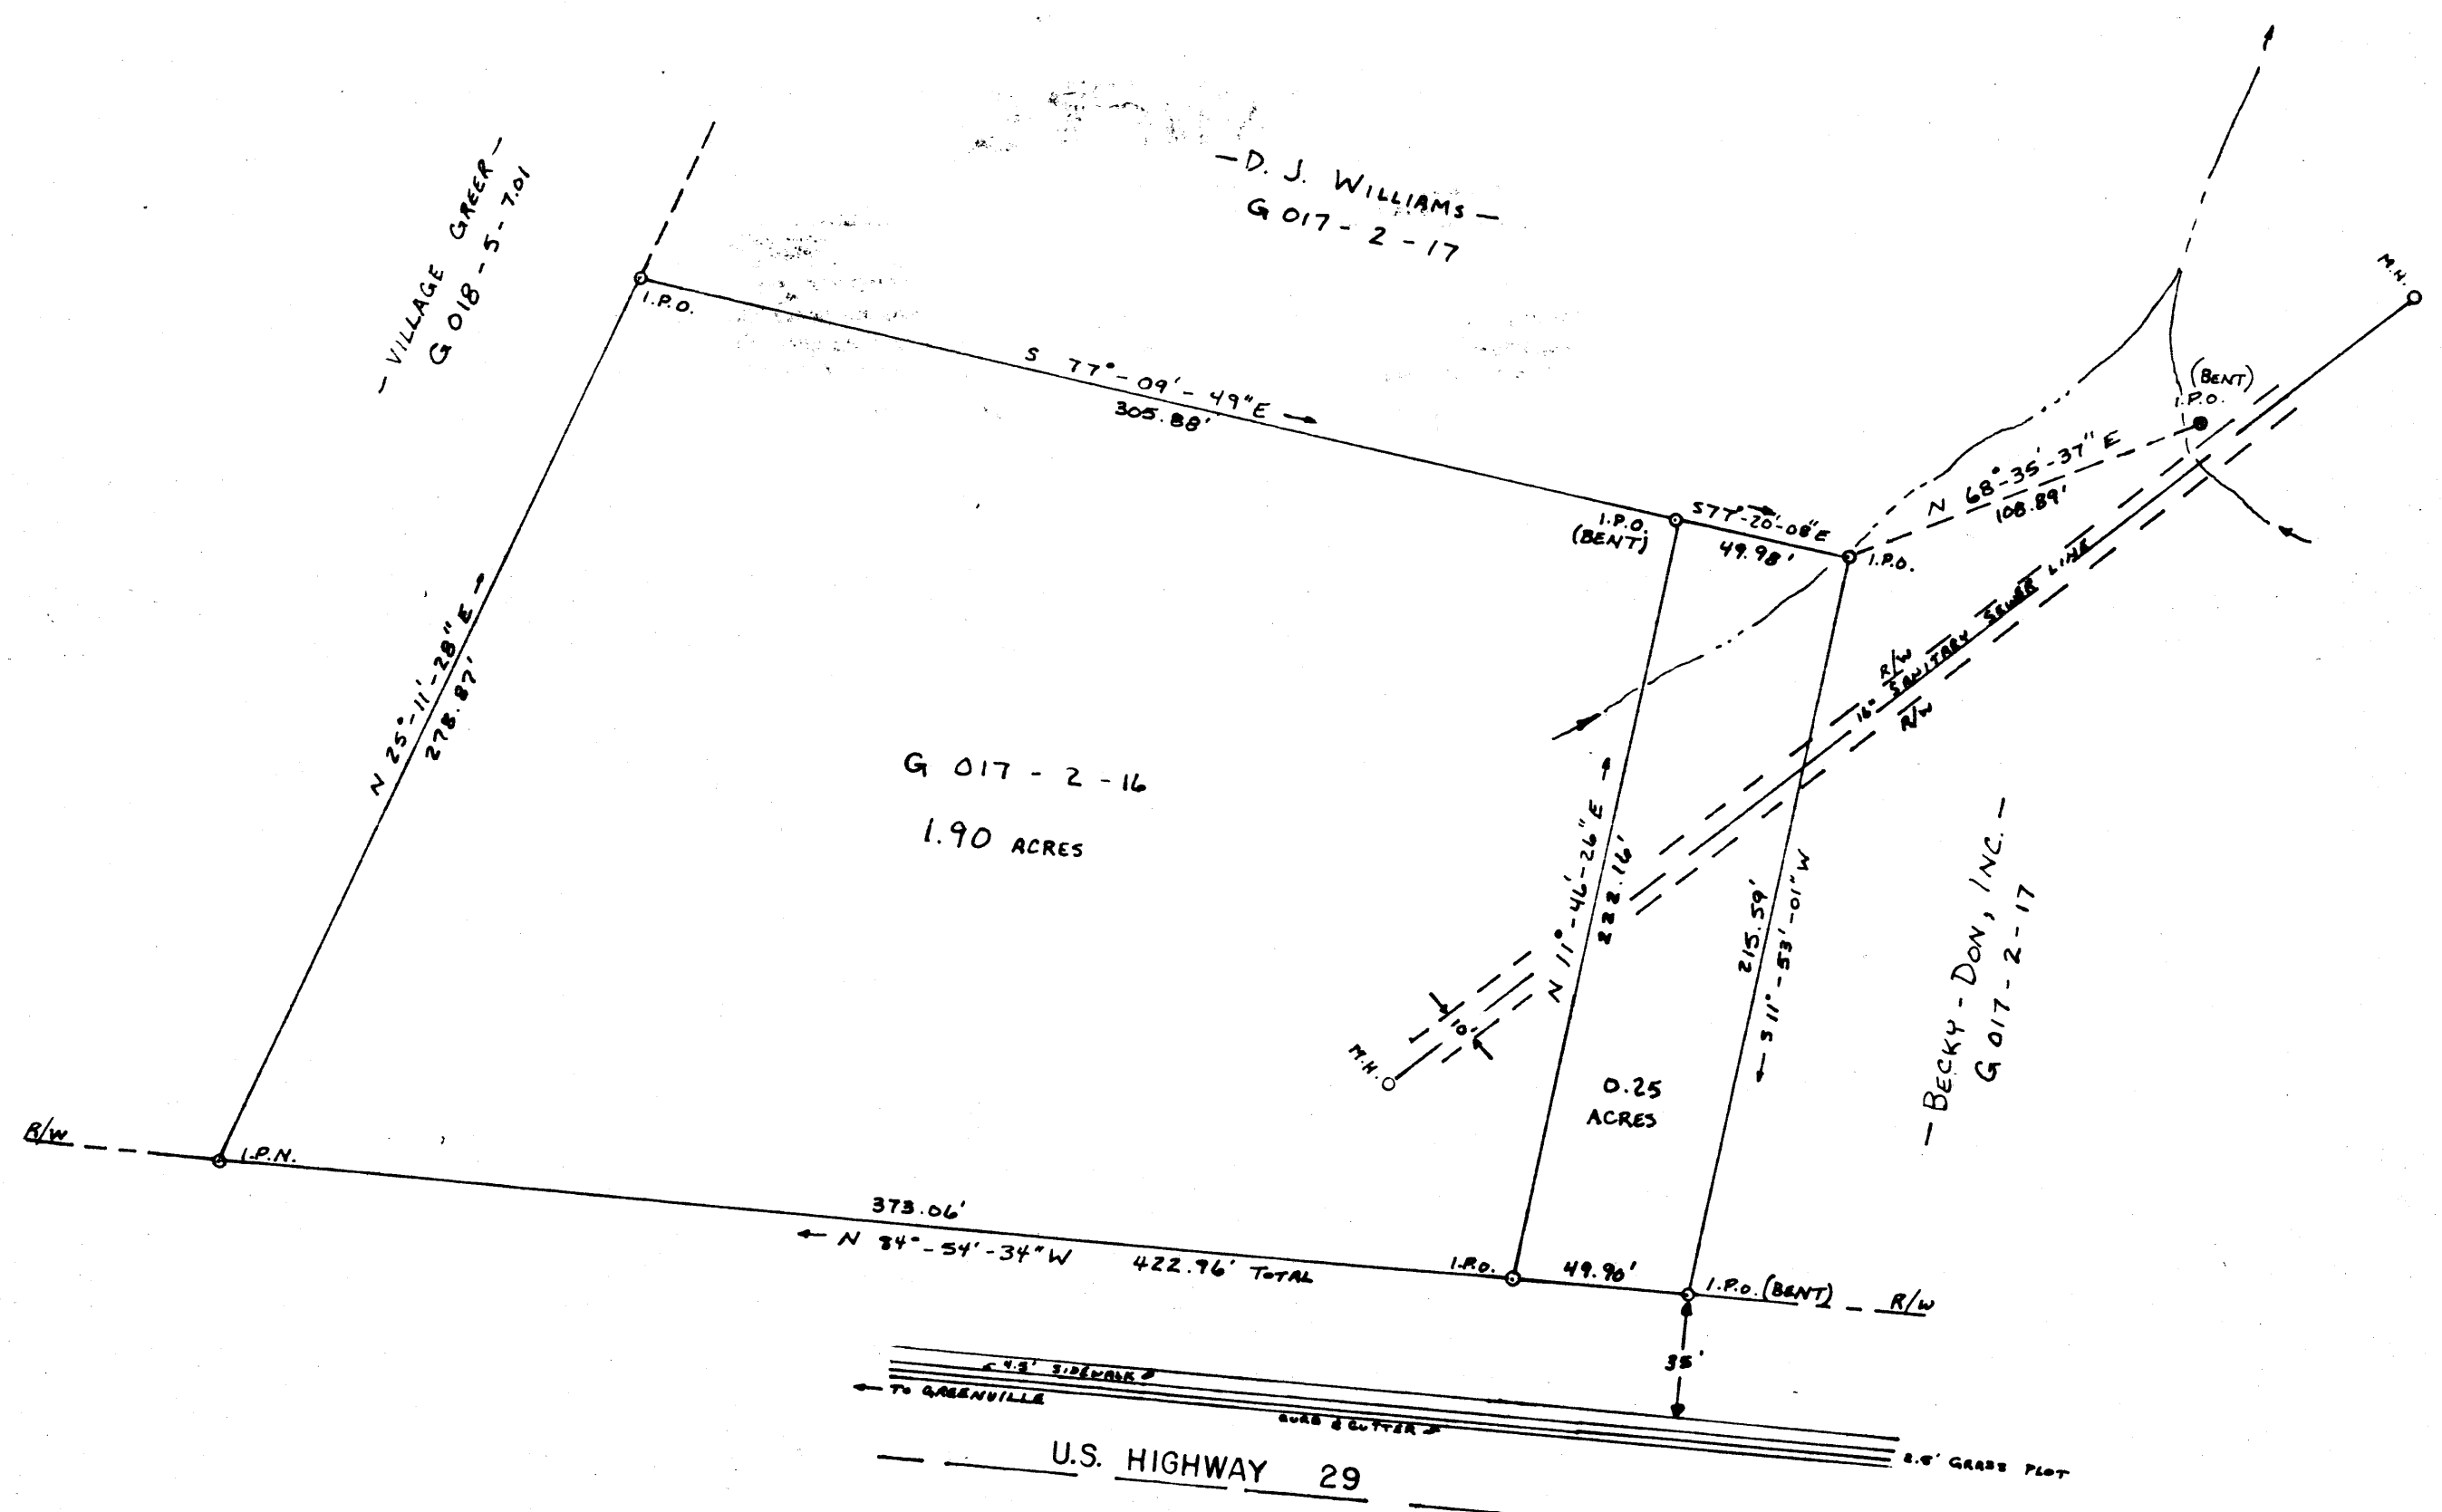 — D. J. WILLIAMS —
G 017 - 2 - 17
— VILLAGE GREER —
G 018 - 5 - 7.01
M.H.
I.P.O.
(BENT)
I.P.O.
S 77° - 09' - 49" E
305.88'
N 68° - 35' - 37" E
108.89'
I.P.O.
(BENT)
S 77° - 20' - 08" E
49.98'
I.P.O.
N 25° - 11' - 28" E
278.87'
R/W
16" SANITARY SEWER LINE
R/W
G 017 - 2 - 16
1.90 ACRES
N 11° - 46' - 26" E
222.16'
215.59'
S 11° - 53' - 01" W
— BECKY - DON, INC. —
G 017 - 2 - 17
10'
M.H.
0.25
ACRES
R/W
I.P.N.
373.06'
N 84° - 54' - 34" W 422.96' TOTAL
I.P.O.
49.90'
I.P.O. (BENT)
R/W
35'
4.5' SIDEWALK
TO GREENVILLE
CURB & GUTTER
2.5' GRASS PLOT
U.S. HIGHWAY 29